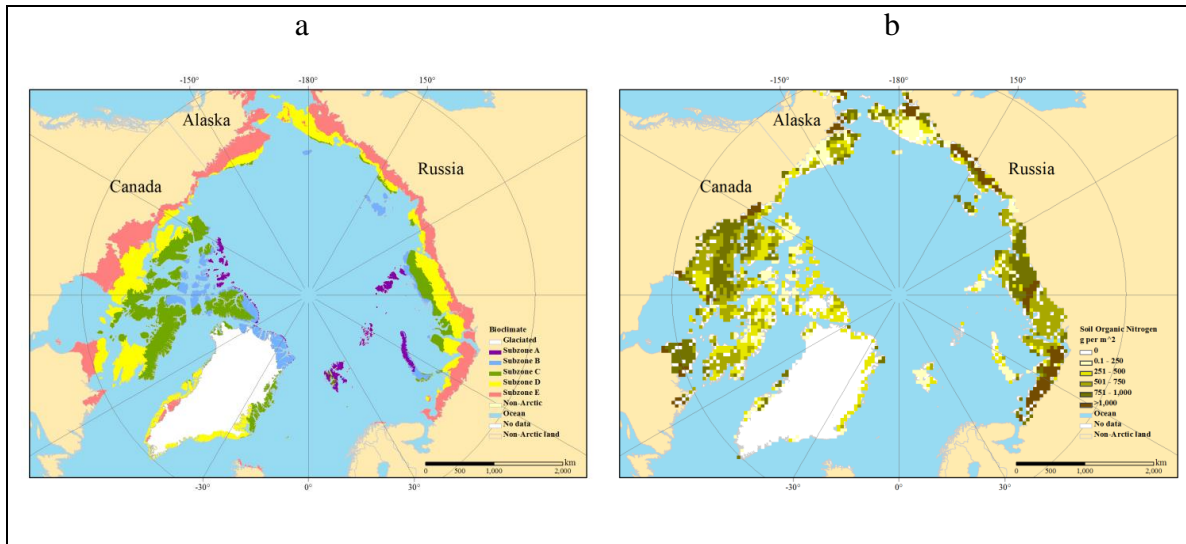 a
-150°
-180°
150°
Alaska
Canada
Russia
Bioclimate
Glaciated
Subzone A
Subzone B
Subzone C
Subzone D
Subzone E
Non-Arctic
Ocean
No data
Non-Arctic land
km
0 500 1,000 2,000
-30°
0°
30°
b
-150°
-180°
150°
Alaska
Canada
Russia
Soil Organic Nitrogen
g per m^2
0
0.1 - 250
251 - 500
501 - 750
751 - 1,000
>1,000
Ocean
No data
Non-Arctic land
km
0 500 1,000 2,000
-30°
0°
30°